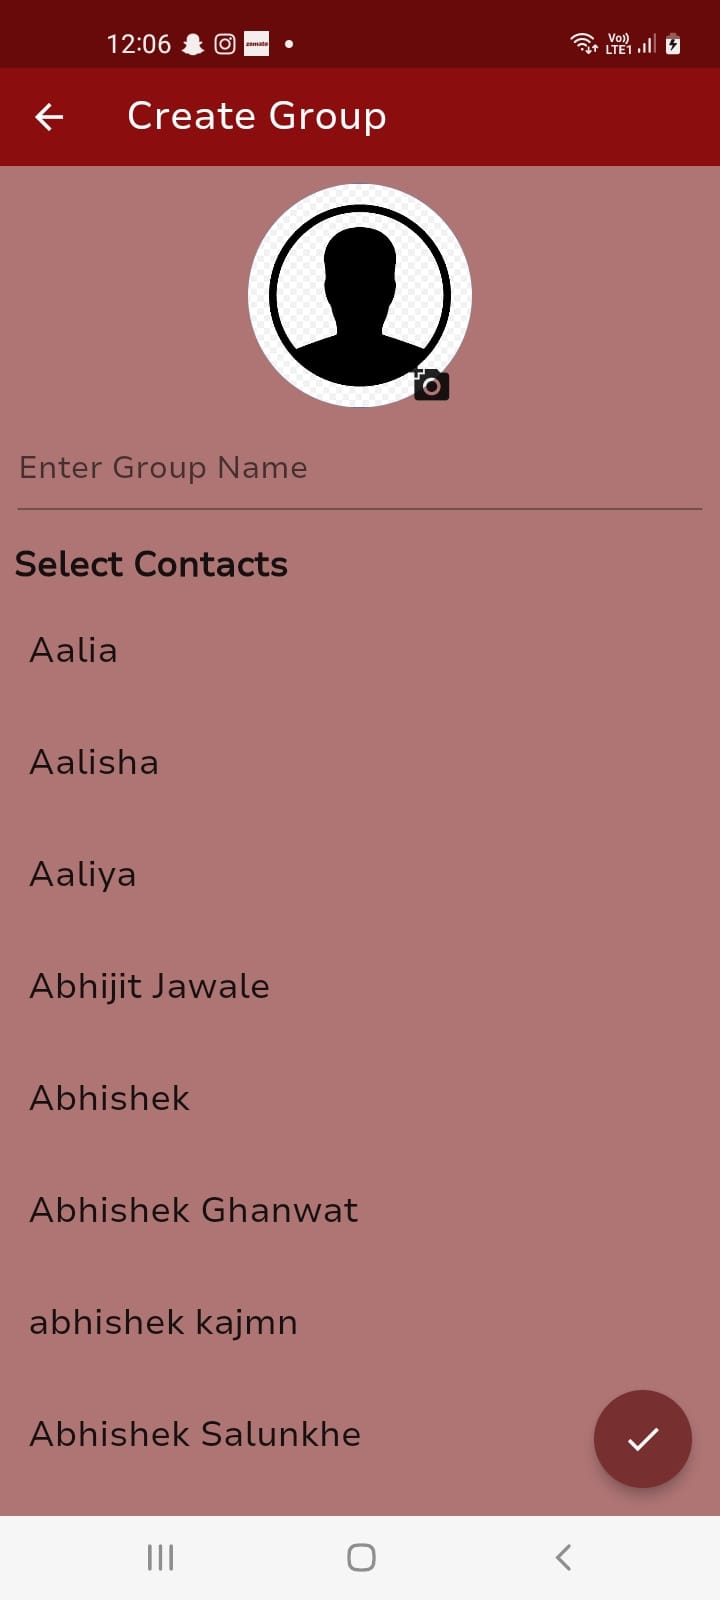 12:06
zomato
Vo))
LTE1
Create Group
Enter Group Name
Select Contacts
Aalia
Aalisha
Aaliya
Abhijit Jawale
Abhishek
Abhishek Ghanwat
abhishek kajmn
Abhishek Salunkhe